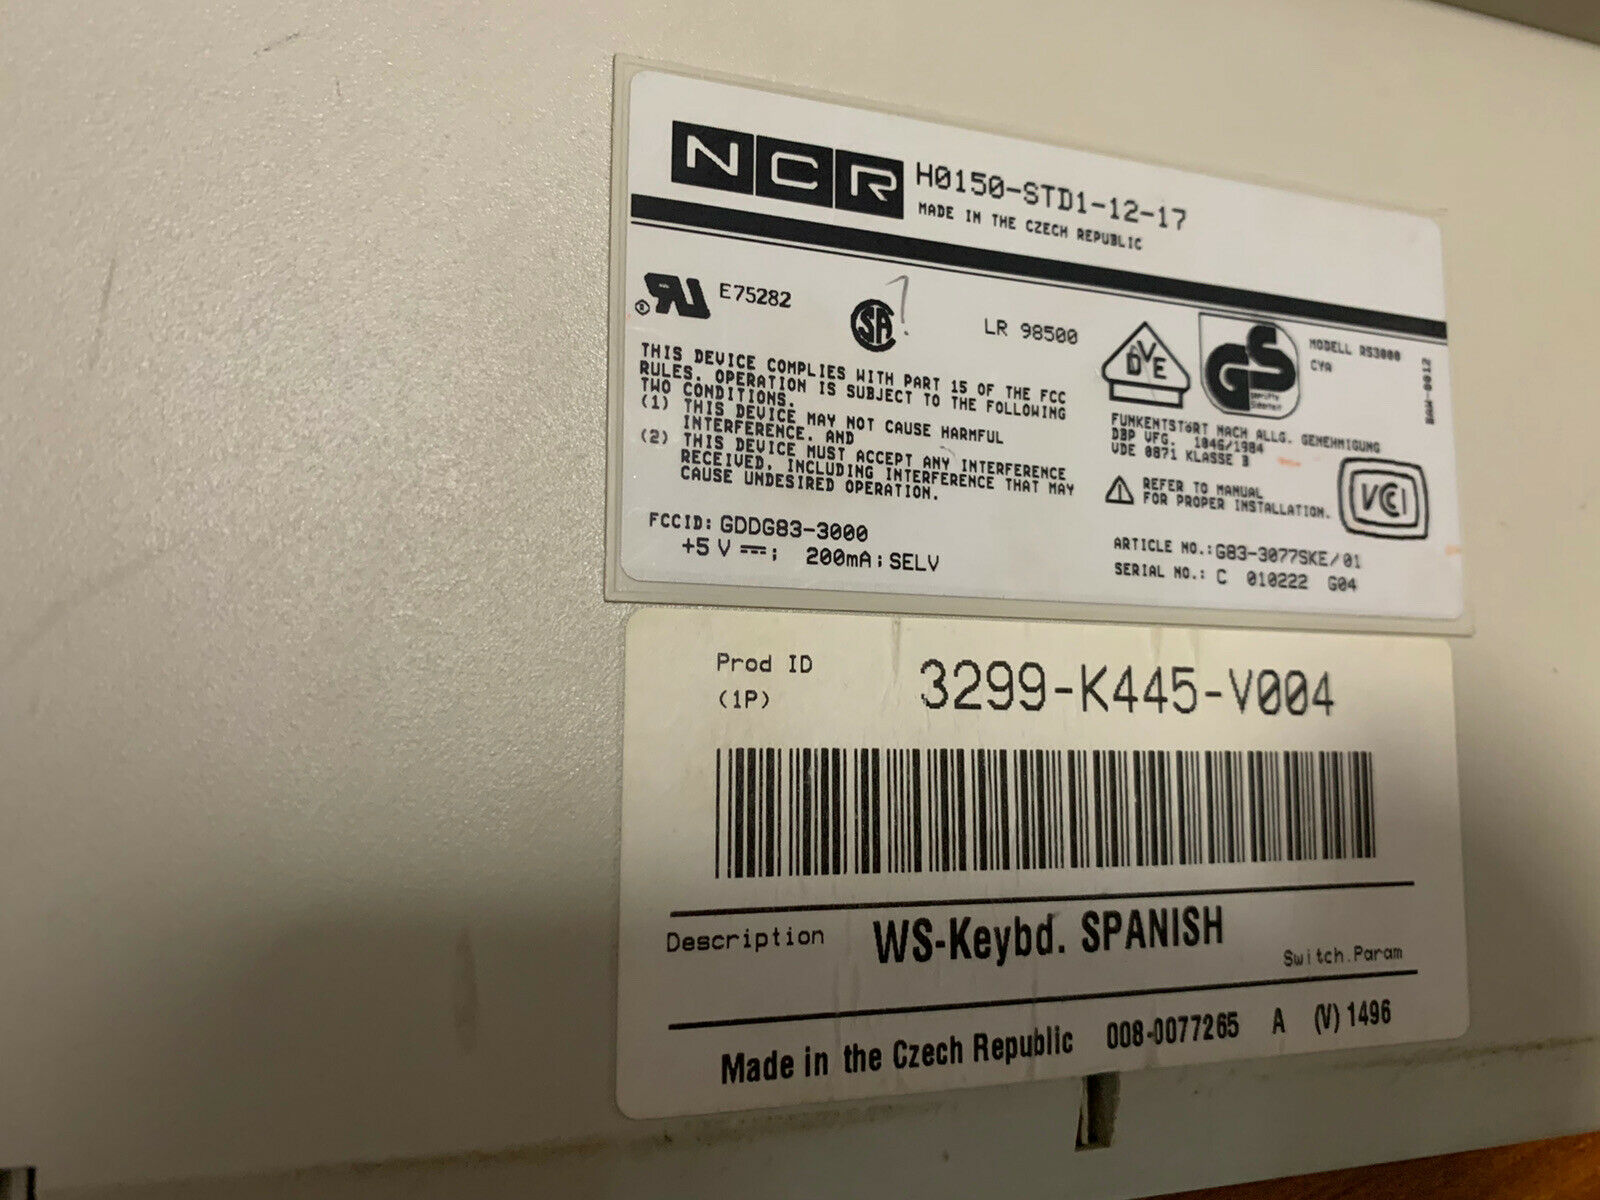 NCR H0150-STD1-12-17
MADE IN THE CZECH REPUBLIC
E75282
LR 98500
THIS DEVICE COMPLIES WITH PART 15 OF THE FCC
RULES. OPERATION IS SUBJECT TO THE FOLLOWING
TWO CONDITIONS.
(1) THIS DEVICE MAY NOT CAUSE HARMFUL
INTERFERENCE. AND
(2) THIS DEVICE MUST ACCEPT ANY INTERFERENCE
RECEIVED, INCLUDING INTERFERENCE THAT MAY
CAUSE UNDESIRED OPERATION.
FCCID: GDDG83-3000
+5 V ⎓; 200mA; SELV
DVE
GS
MODELL RS3000
CYA
FUNKENTSTÖRT NACH ALLG. GENEHMIGUNG
DBP VFG. 1046/1984
VDE 0871 KLASSE B
REFER TO MANUAL
FOR PROPER INSTALLATION.
VCCI
ARTICLE NO.: G83-3077SKE/01
SERIAL NO.: C 010222 G04
Prod ID
(1P)
3299-K445-V004
Description WS-Keybd. SPANISH
Switch.Param
Made in the Czech Republic 008-0077265 A (V) 1496